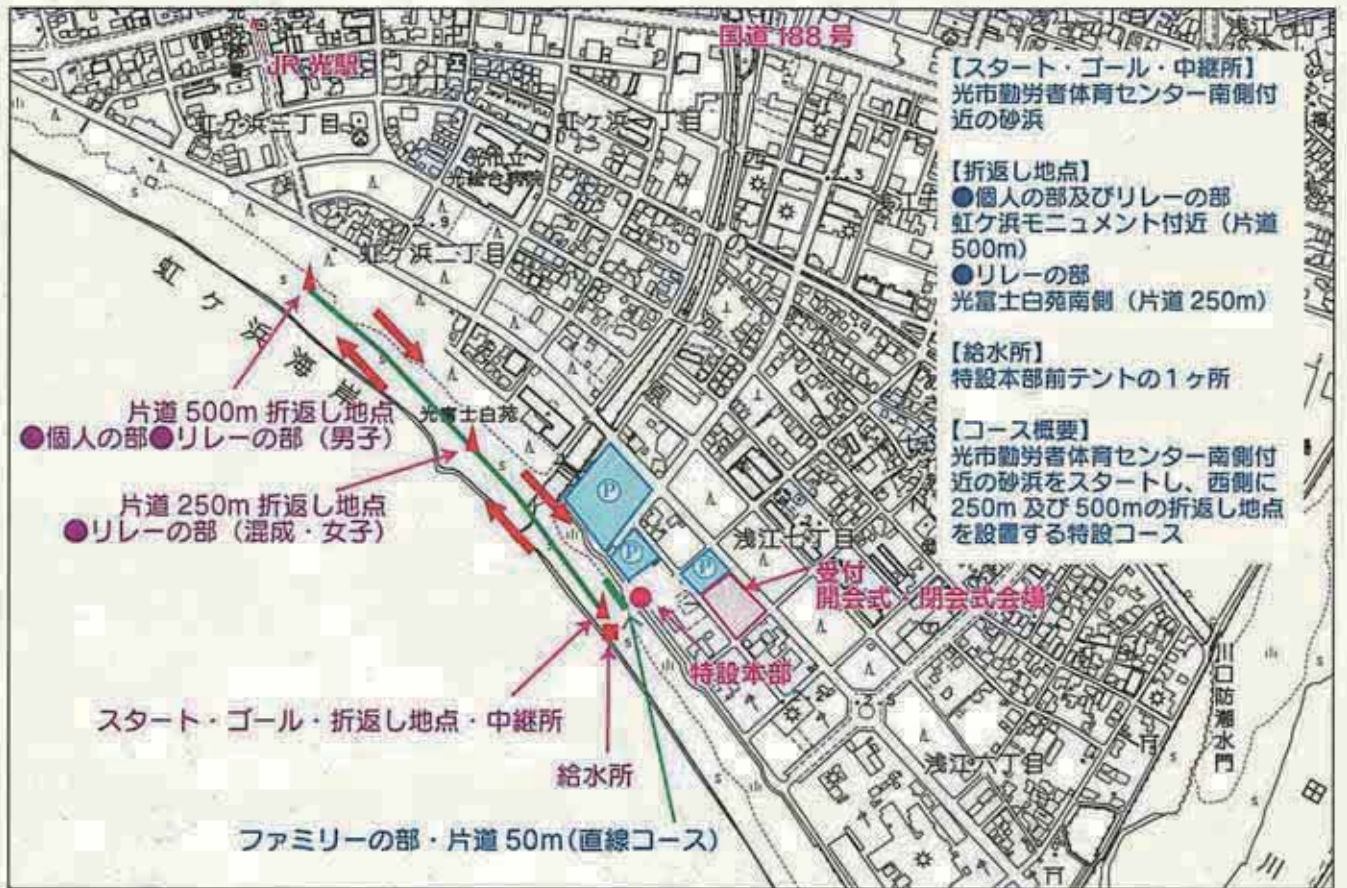 国道188号
浅江
JR光駅
虹ケ浜三丁目
虹ケ浜一丁目
光市立
光総合病院
虹ケ浜二丁目
虹ケ浜海岸
光富士白苑
浅江七丁目
浅江六丁目
川口防潮水門
片道500m折返し地点
●個人の部●リレーの部（男子）
片道250m折返し地点
●リレーの部（混成・女子）
P
P
P
受付
開会式・閉会式会場
特設本部
スタート・ゴール・折返し地点・中継所
給水所
ファミリーの部・片道50m(直線コース)
【スタート・ゴール・中継所】
光市勤労者体育センター南側付
近の砂浜
【折返し地点】
●個人の部及びリレーの部
虹ケ浜モニュメント付近（片道
500m）
●リレーの部
光富士白苑南側（片道250m）
【給水所】
特設本部前テントの1ヶ所
【コース概要】
光市勤労者体育センター南側付
近の砂浜をスタートし、西側に
250m及び500mの折返し地点
を設置する特設コース